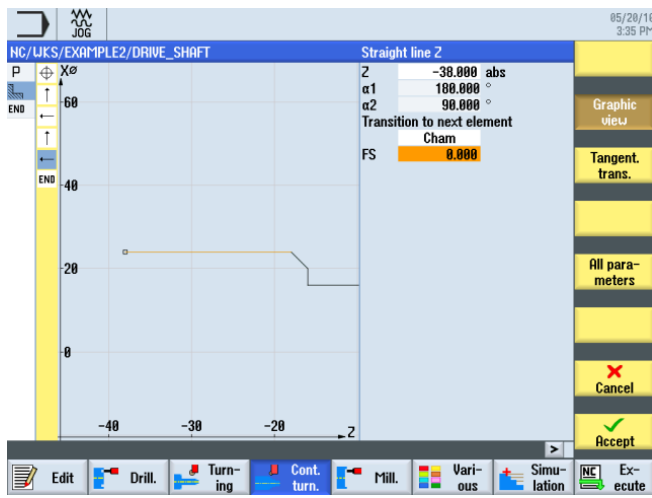 JOG
05/20/10
3:35 PM
NC/WKS/EXAMPLE2/DRIVE_SHAFT
Straight line Z
P
END
END
XØ
60
40
20
0
-40
-30
-20
Z
Z -38.000 abs
α1 180.000 °
α2 90.000 °
Transition to next element
Cham
FS 0.000
Graphic
view
Tangent.
trans.
All para-
meters
Cancel
Accept
>
Edit
Drill.
Turn-
ing
Cont.
turn.
Mill.
Vari-
ous
Simu-
lation
NC
Ex-
ecute